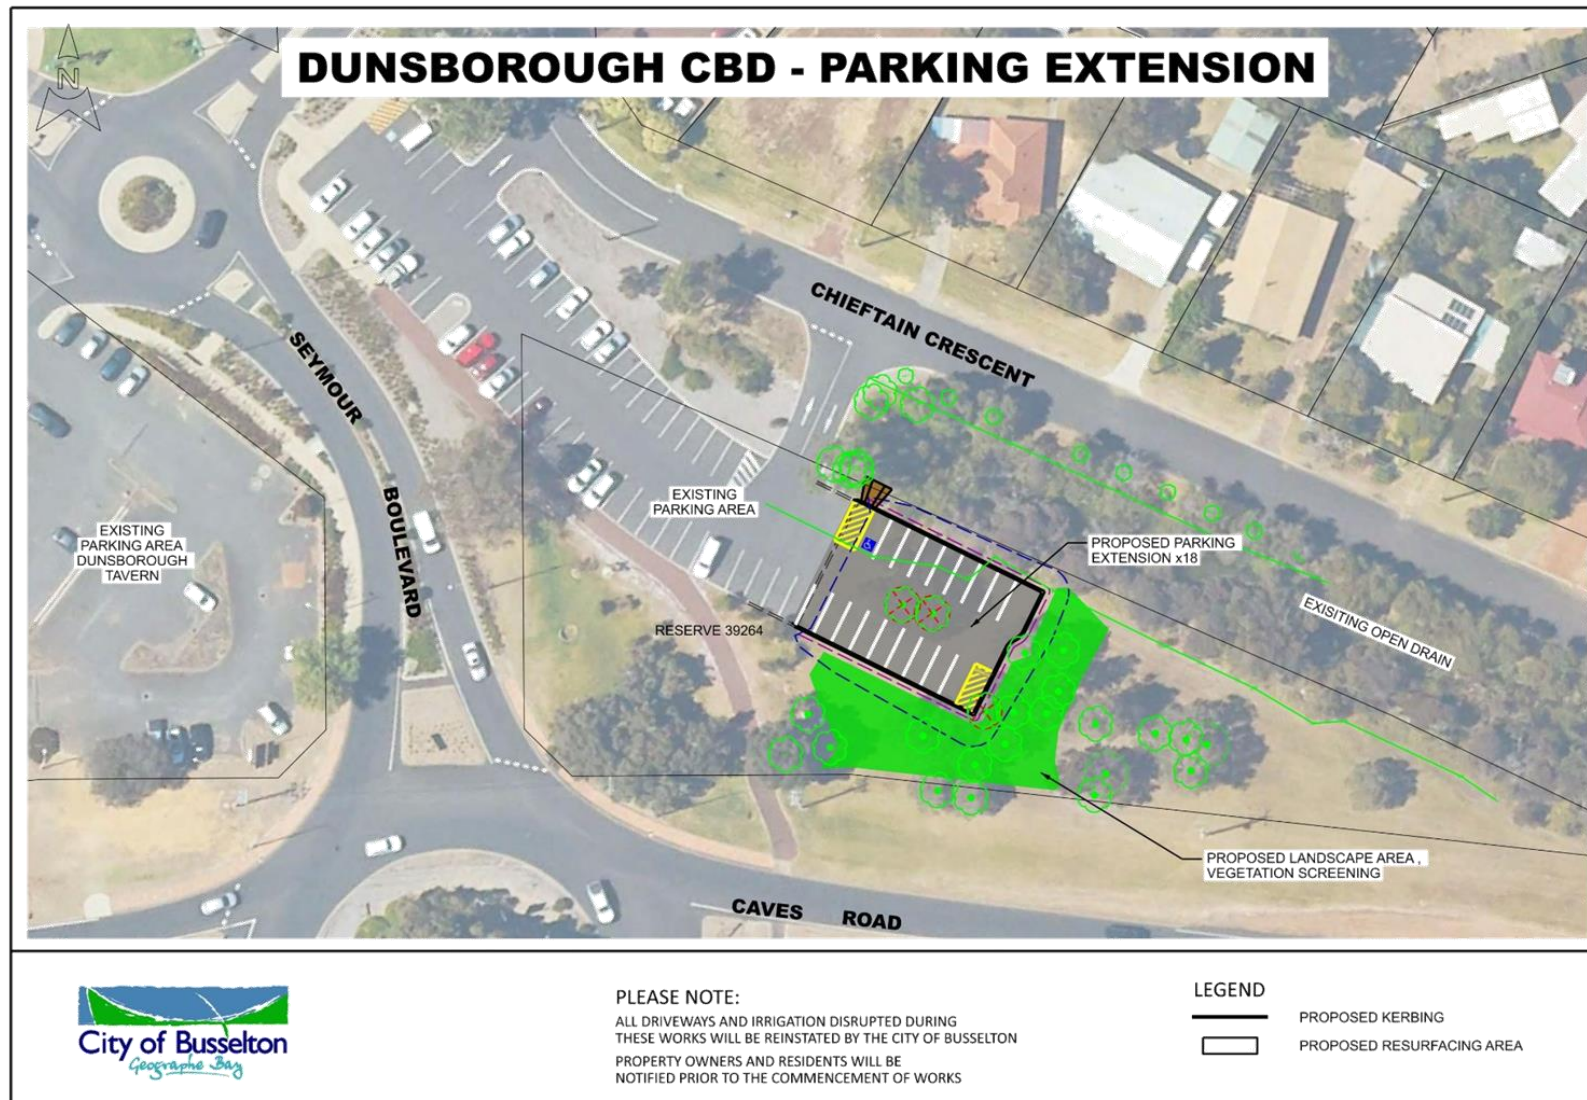 DUNSBOROUGH CBD - PARKING EXTENSION
N
CHIEFTAIN CRESCENT
SEYMOUR
BOULEVARD
EXISTING
PARKING AREA
EXISTING
PARKING AREA
DUNSBOROUGH
TAVERN
PROPOSED PARKING
EXTENSION x18
EXISITING OPEN DRAIN
RESERVE 39264
PROPOSED LANDSCAPE AREA ,
VEGETATION SCREENING
CAVES ROAD
City of Busselton
Geographe Bay
PLEASE NOTE:
ALL DRIVEWAYS AND IRRIGATION DISRUPTED DURING
THESE WORKS WILL BE REINSTATED BY THE CITY OF BUSSELTON
PROPERTY OWNERS AND RESIDENTS WILL BE
NOTIFIED PRIOR TO THE COMMENCEMENT OF WORKS
LEGEND
PROPOSED KERBING
PROPOSED RESURFACING AREA